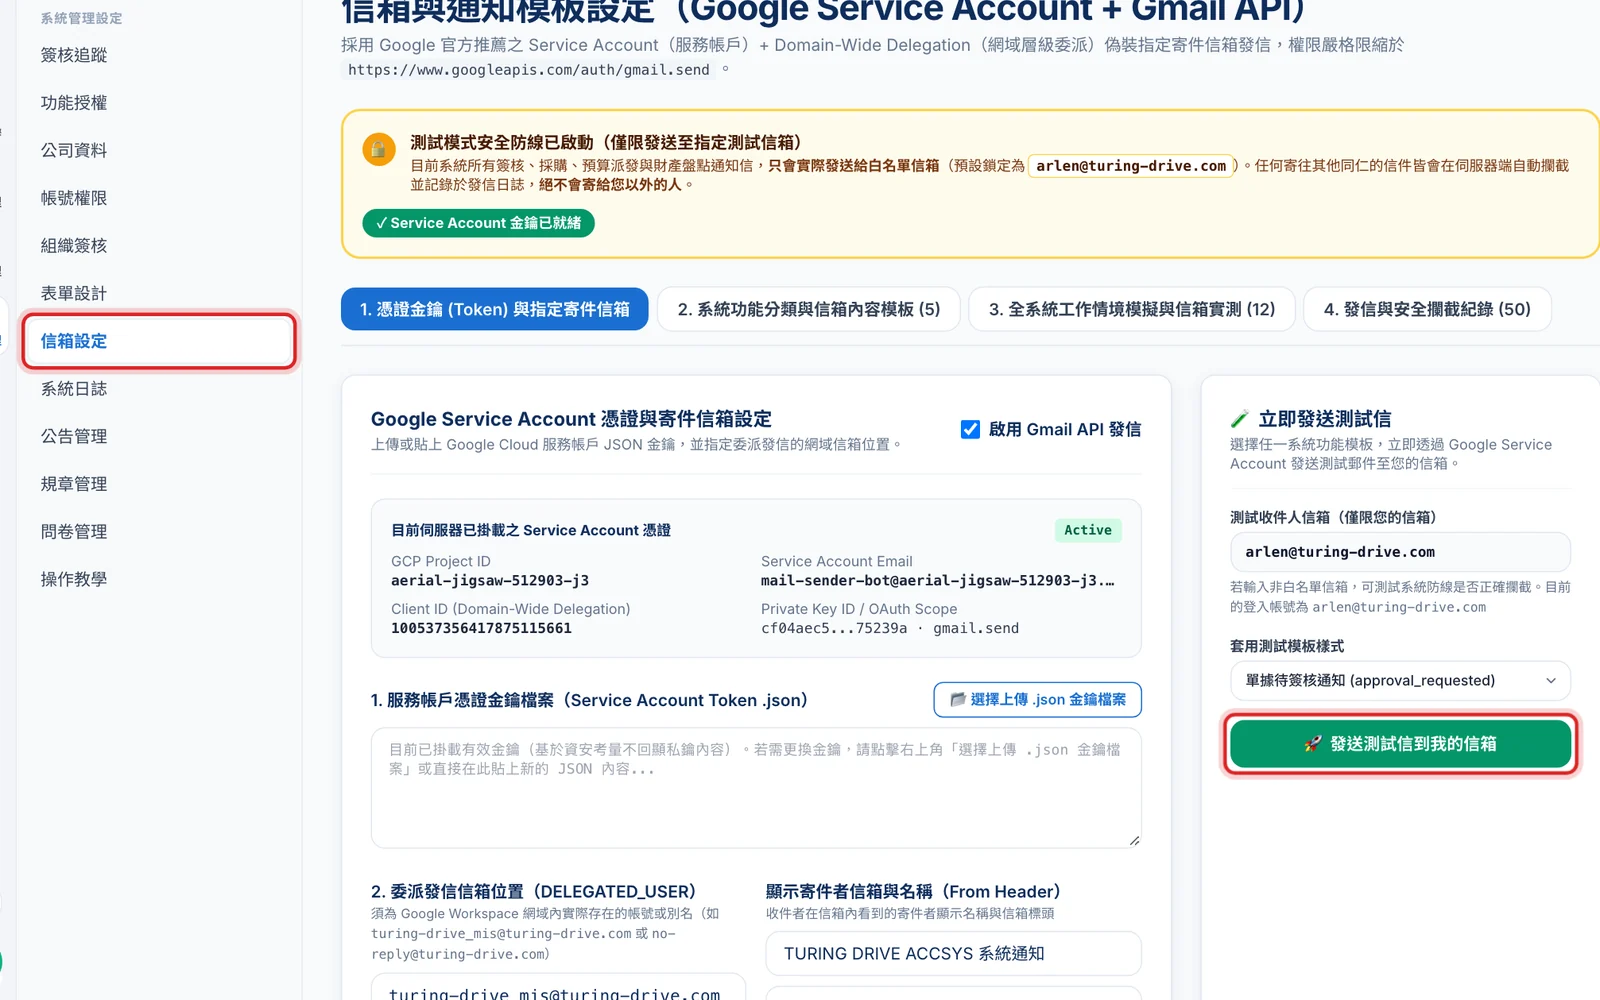 系統管理設定
簽核追蹤
功能授權
公司資料
帳號權限
組織簽核
表單設計
信箱設定
系統日誌
公告管理
規章管理
問卷管理
操作教學
信箱與通知模板設定（Google Service Account + Gmail API）
採用 Google 官方推薦之 Service Account（服務帳戶）+ Domain-Wide Delegation（網域層級委派）偽裝指定寄件信箱發信，權限嚴格限縮於
https://www.googleapis.com/auth/gmail.send 。
測試模式安全防線已啟動（僅限發送至指定測試信箱）
目前系統所有簽核、採購、預算派發與財產盤點通知信，只會實際發送給白名單信箱（預設鎖定為 arlen@turing-drive.com）。任何寄往其他同仁的信件皆會在伺服器端自動攔截
並記錄於發信日誌，絕不會寄給您以外的人。
✓ Service Account 金鑰已就緒
1. 憑證金鑰 (Token) 與指定寄件信箱
2. 系統功能分類與信箱內容模板 (5)
3. 全系統工作情境模擬與信箱實測 (12)
4. 發信與安全攔截紀錄 (50)
Google Service Account 憑證與寄件信箱設定
上傳或貼上 Google Cloud 服務帳戶 JSON 金鑰，並指定委派發信的網域信箱位置。
啟用 Gmail API 發信
目前伺服器已掛載之 Service Account 憑證
Active
GCP Project ID
aerial-jigsaw-512903-j3
Service Account Email
mail-sender-bot@aerial-jigsaw-512903-j3.…
Client ID (Domain-Wide Delegation)
100537356417875115661
Private Key ID / OAuth Scope
cf04aec5...75239a · gmail.send
1. 服務帳戶憑證金鑰檔案（Service Account Token .json）
選擇上傳 .json 金鑰檔案
目前已掛載有效金鑰（基於資安考量不回顯私鑰內容）。若需更換金鑰，請點擊右上角「選擇上傳 .json 金鑰檔
案」或直接在此貼上新的 JSON 內容...
2. 委派發信信箱位置（DELEGATED_USER）
須為 Google Workspace 網域內實際存在的帳號或別名（如
turing-drive_mis@turing-drive.com 或 no-
reply@turing-drive.com）
turing-drive_mis@turing-drive.com
顯示寄件者信箱與名稱（From Header）
收件者在信箱內看到的寄件者顯示名稱與信箱標頭
TURING DRIVE ACCSYS 系統通知
立即發送測試信
選擇任一系統功能模板，立即透過 Google Service
Account 發送測試郵件至您的信箱。
測試收件人信箱（僅限您的信箱）
arlen@turing-drive.com
若輸入非白名單信箱，可測試系統防線是否正確攔截。目前
的登入帳號為 arlen@turing-drive.com
套用測試模板樣式
單據待簽核通知 (approval_requested)
發送測試信到我的信箱